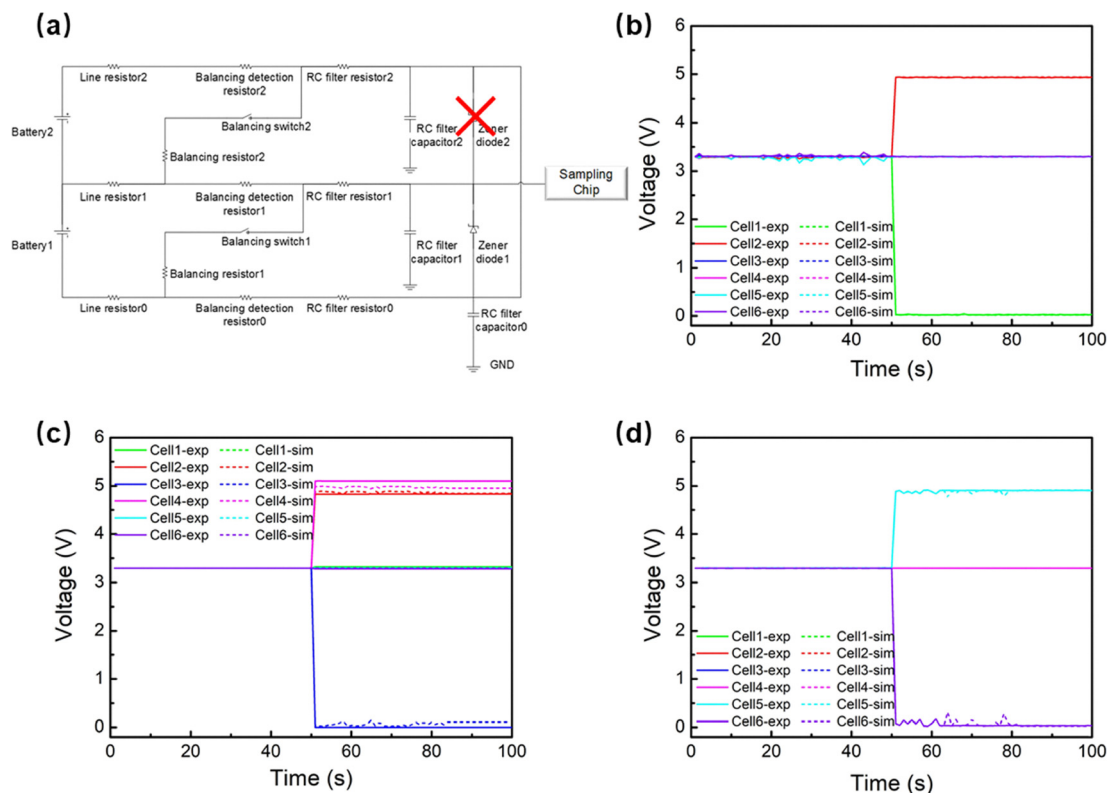 (a)
Line resistor2
Balancing detection
resistor2
RC filter resistor2
Battery2
Balancing switch2
RC filter
capacitor2
Zener
diode2
Balancing resistor2
Sampling
Chip
Line resistor1
Balancing detection
resistor1
RC filter resistor1
Battery1
Balancing switch1
RC filter
capacitor1
Zener
diode1
Balancing resistor1
Line resistor0
Balancing detection
resistor0
RC filter resistor0
RC filter
capacitor0
GND
(b)
6
5
4
3
2
1
0
Voltage (V)
Cell1-exp Cell1-sim
Cell2-exp Cell2-sim
Cell3-exp Cell3-sim
Cell4-exp Cell4-sim
Cell5-exp Cell5-sim
Cell6-exp Cell6-sim
0 20 40 60 80 100
Time (s)
(c)
6
5
4
3
2
1
0
Voltage (V)
Cell1-exp Cell1-sim
Cell2-exp Cell2-sim
Cell3-exp Cell3-sim
Cell4-exp Cell4-sim
Cell5-exp Cell5-sim
Cell6-exp Cell6-sim
0 20 40 60 80 100
Time (s)
(d)
6
5
4
3
2
1
0
Voltage (V)
Cell1-exp Cell1-sim
Cell2-exp Cell2-sim
Cell3-exp Cell3-sim
Cell4-exp Cell4-sim
Cell5-exp Cell5-sim
Cell6-exp Cell6-sim
0 20 40 60 80 100
Time (s)